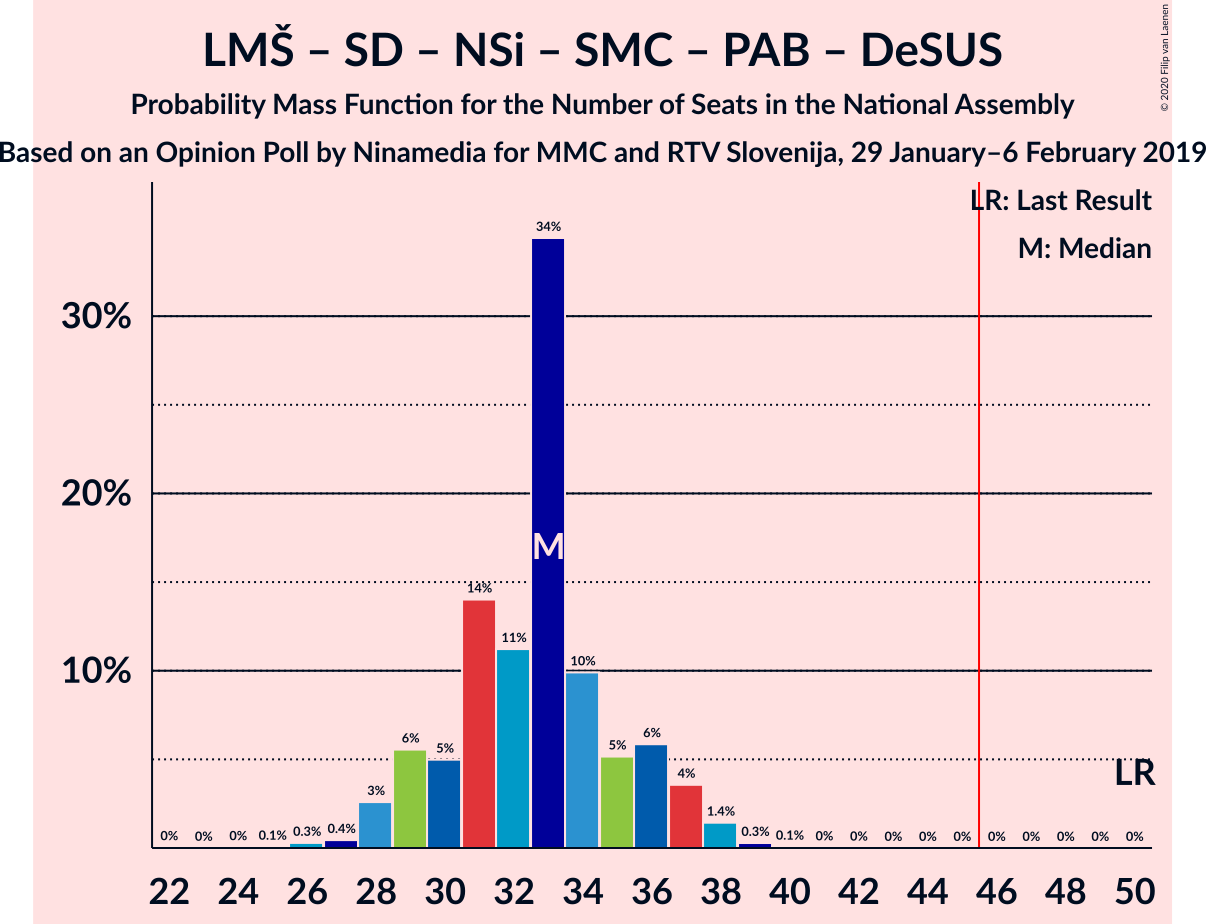 LMŠ – SD – NSi – SMC – PAB – DeSUS
Probability Mass Function for the Number of Seats in the National Assembly
Based on an Opinion Poll by Ninamedia for MMC and RTV Slovenija, 29 January–6 February 2019
© 2020 Filip van Laenen
LR: Last Result
M: Median
34%
30%
20%
M
14%
11%
10%
10%
6%
5%
5%
6%
LR
4%
3%
1.4%
0% 0% 0% 0.1% 0.3% 0.4% 0.3% 0.1% 0% 0% 0% 0% 0% 0% 0% 0% 0% 0%
22 24 26 28 30 32 34 36 38 40 42 44 46 48 50